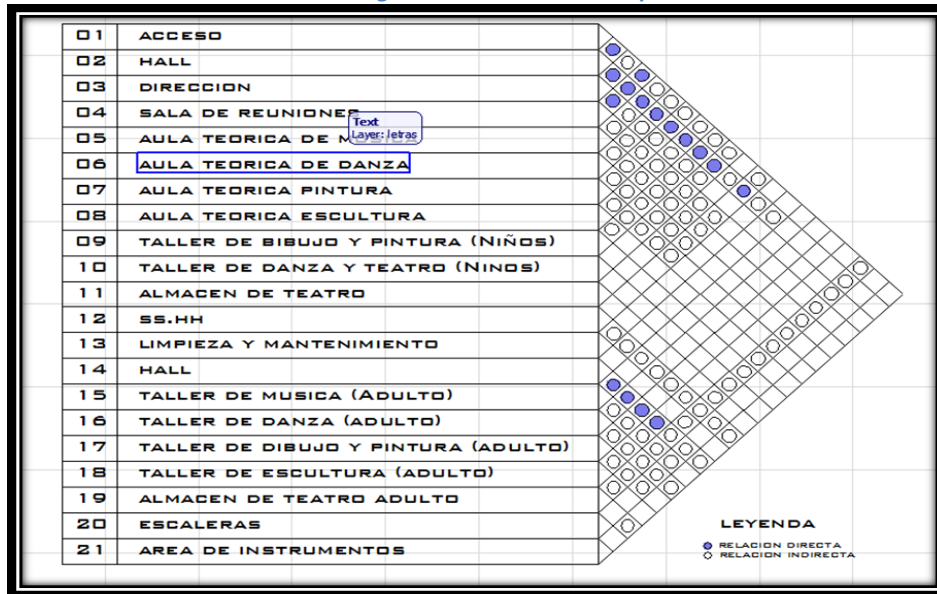 01 ACCESO
02 HALL
03 DIRECCION
04 SALA DE REUNIONES
Text
Layer: letras
05 AULA TEORICA DE
06 AULA TEORICA DE DANZA
07 AULA TEORICA PINTURA
08 AULA TEORICA ESCULTURA
09 TALLER DE BIBUJO Y PINTURA (NIÑOS)
10 TALLER DE DANZA Y TEATRO (NINOS)
11 ALMACEN DE TEATRO
12 SS.HH
13 LIMPIEZA Y MANTENIMIENTO
14 HALL
15 TALLER DE MUSICA (ADULTO)
16 TALLER DE DANZA (ADULTO)
17 TALLER DE DIBUJO Y PINTURA (ADULTO)
18 TALLER DE ESCULTURA (ADULTO)
19 ALMACEN DE TEATRO ADULTO
20 ESCALERAS
21 AREA DE INSTRUMENTOS
LEYENDA
RELACION DIRECTA
RELACION INDIRECTA